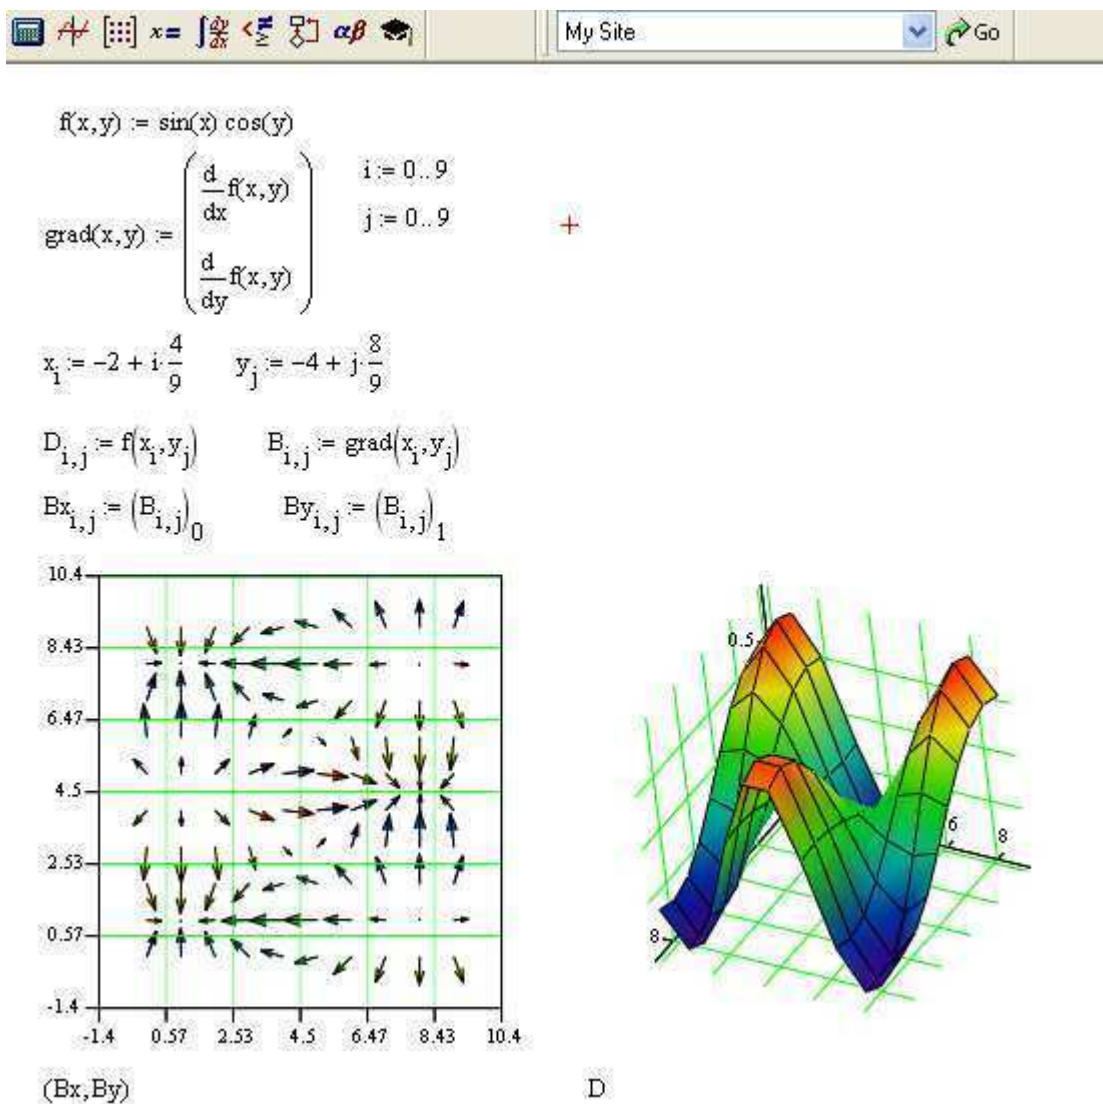 My Site Go
x= ∫dy/dx <≠≥ αβ
f(x,y) := sin(x) cos(y)
grad(x,y) := ( d/dx f(x,y) d/dy f(x,y) )
i := 0.. 9
j := 0.. 9
x_i := −2 + i· 4/9 y_j := −4 + j· 8/9
D_i,j := f(x_i,y_j) B_i,j := grad(x_i,y_j)
Bx_i,j := (B_i,j)_0 By_i,j := (B_i,j)_1
10.4
8.43
6.47
4.5
2.53
0.57
-1.4
-1.4 0.57 2.53 4.5 6.47 8.43 10.4
(Bx,By)
0.5
6 8
8
D